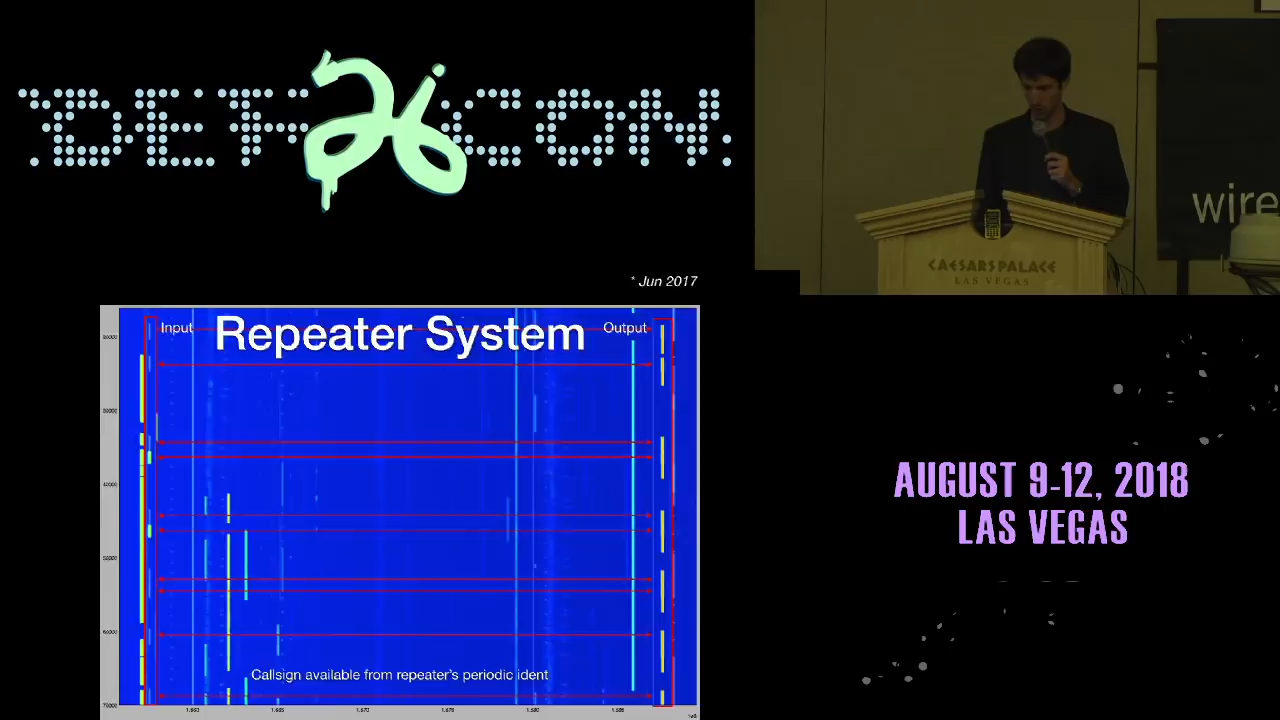 DEF 26 CON
wire
CAESARS PALACE
LAS VEGAS
* Jun 2017
Input
Repeater System
Output
Callsign available from repeater's periodic ident
AUGUST 9-12, 2018
LAS VEGAS